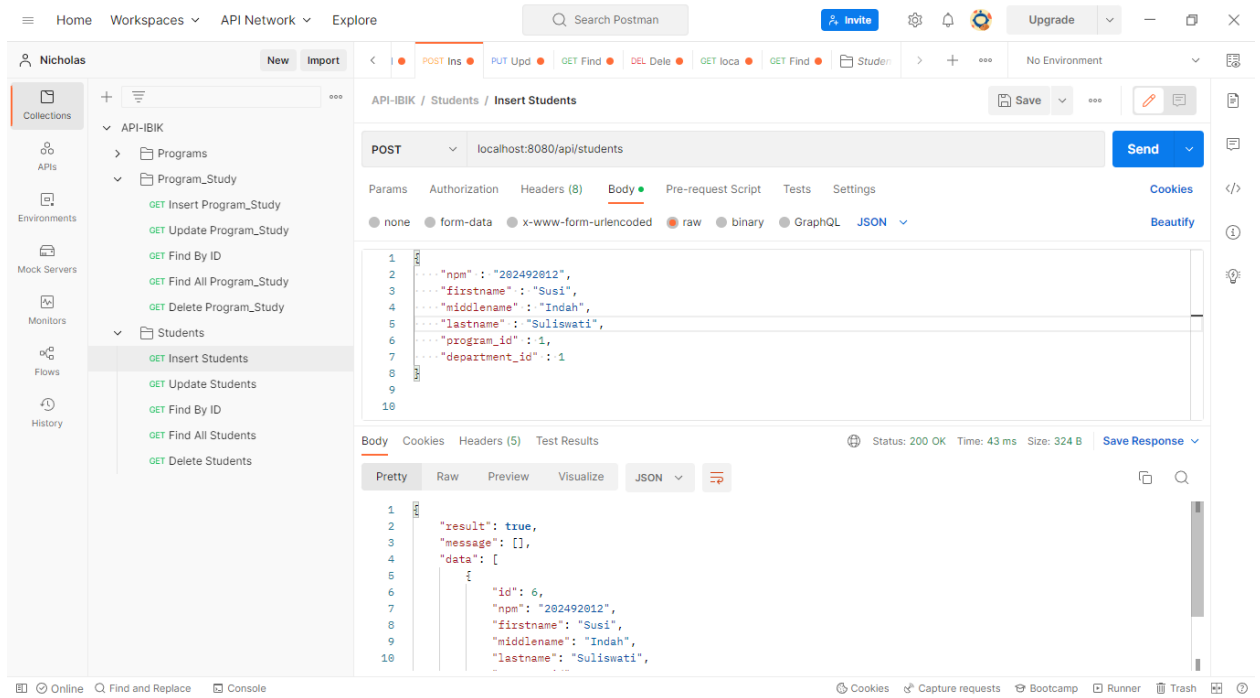 Home Workspaces API Network Explore Search Postman Invite Upgrade
Nicholas New Import POST Ins PUT Upd GET Find DEL Dele GET loca GET Find Studen No Environment
Collections
APIs
Environments
Mock Servers
Monitors
Flows
History
API-IBIK
Programs
Program_Study
GET Insert Program_Study
GET Update Program_Study
GET Find By ID
GET Find All Program_Study
GET Delete Program_Study
Students
GET Insert Students
GET Update Students
GET Find By ID
GET Find All Students
GET Delete Students
API-IBIK / Students / Insert Students Save
POST localhost:8080/api/students Send
Params Authorization Headers (8) Body Pre-request Script Tests Settings Cookies
none form-data x-www-form-urlencoded raw binary GraphQL JSON Beautify
1 {
2 "npm" : "202492012",
3 "firstname" : "Susi",
4 "middlename" : "Indah",
5 "lastname" : "Suliswati",
6 "program_id" : 1,
7 "department_id" : 1
8 }
9
10
Body Cookies Headers (5) Test Results Status: 200 OK Time: 43 ms Size: 324 B Save Response
Pretty Raw Preview Visualize JSON
1 {
2 "result": true,
3 "message": [],
4 "data": [
5 {
6 "id": 6,
7 "npm": "202492012",
8 "firstname": "Susi",
9 "middlename": "Indah",
10 "lastname": "Suliswati",
Online Find and Replace Console Cookies Capture requests Bootcamp Runner Trash